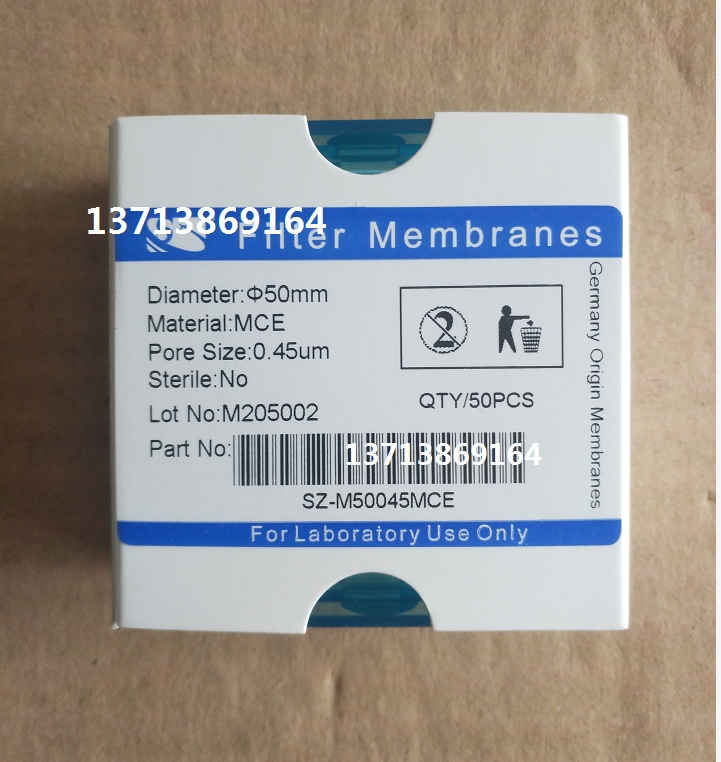 13713869164
Filter Membranes
Diameter:Φ50mm
Material:MCE
Pore Size:0.45um
Sterile:No
Lot No:M205002
Part No:
2
QTY/50PCS
Germany Origin Membranes
13713869164
SZ-M50045MCE
For Laboratory Use Only